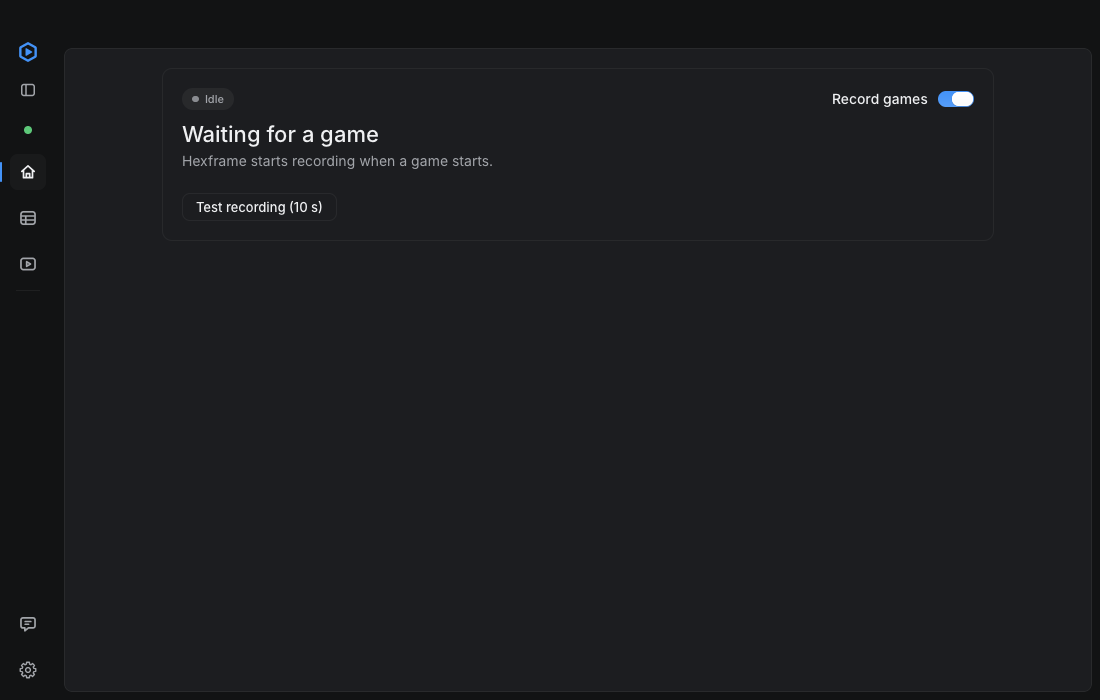 Idle
Record games
Waiting for a game
Hexframe starts recording when a game starts.
Test recording (10 s)